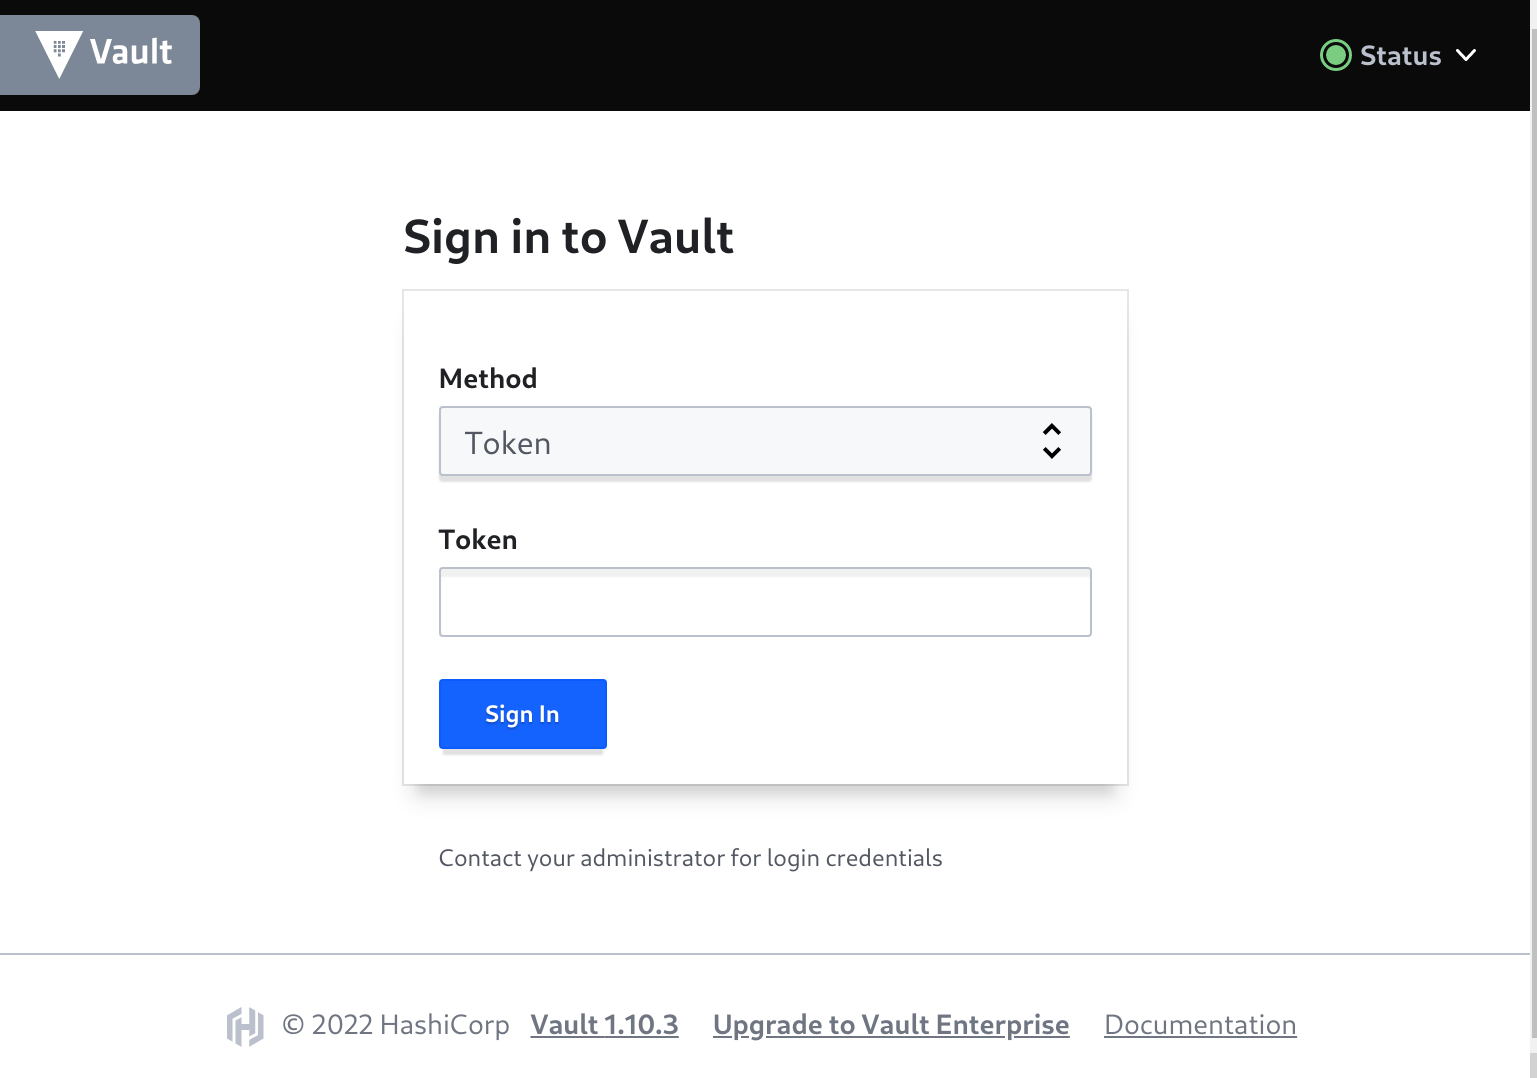 Vault
Status
Sign in to Vault
Method
Token
Token
Sign In
Contact your administrator for login credentials
© 2022 HashiCorp Vault 1.10.3 Upgrade to Vault Enterprise Documentation